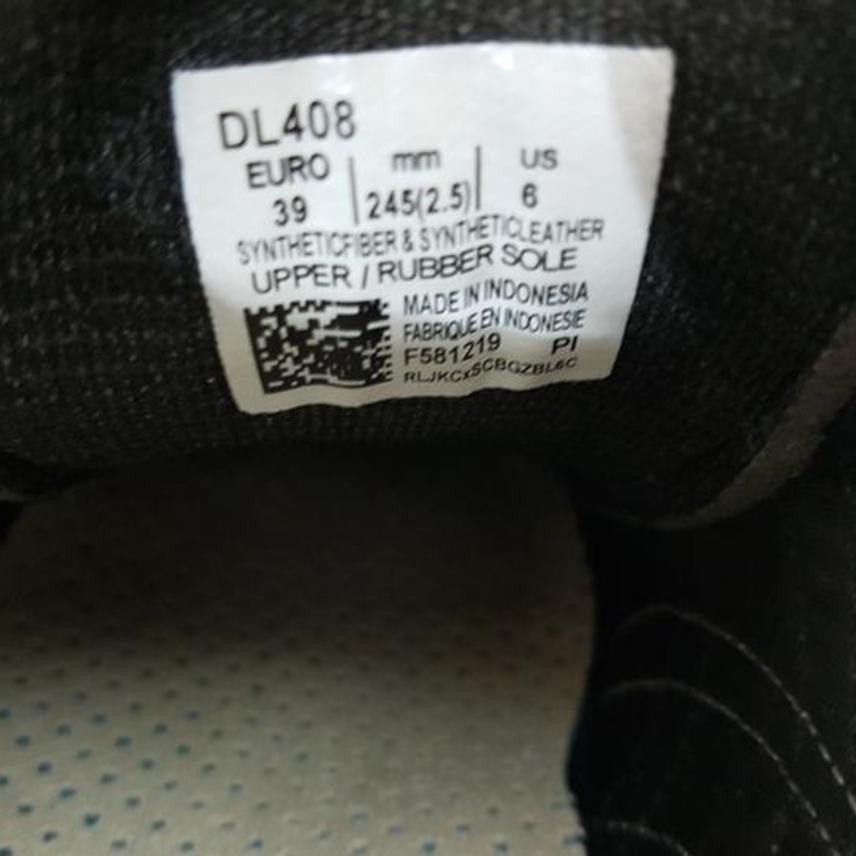 DL408
EURO | mm | US
39 | 245(2.5) | 6
SYNTHETICFIBER & SYNTHETICLEATHER
UPPER / RUBBER SOLE
MADE IN INDONESIA
FABRIQUE EN INDONESIE
F581219 PI